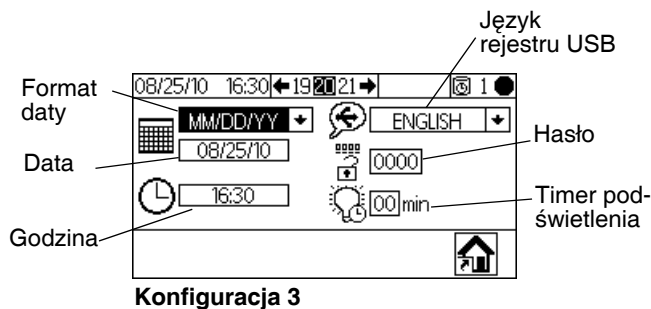 Język
rejestru USB
Format
daty
08/25/10 16:30 19 20 21 1
MM/DD/YY ENGLISH
Hasło
Data
08/25/10
0000
16:30
00 min
Timer pod-
świetlenia
Godzina
Konfiguracja 3